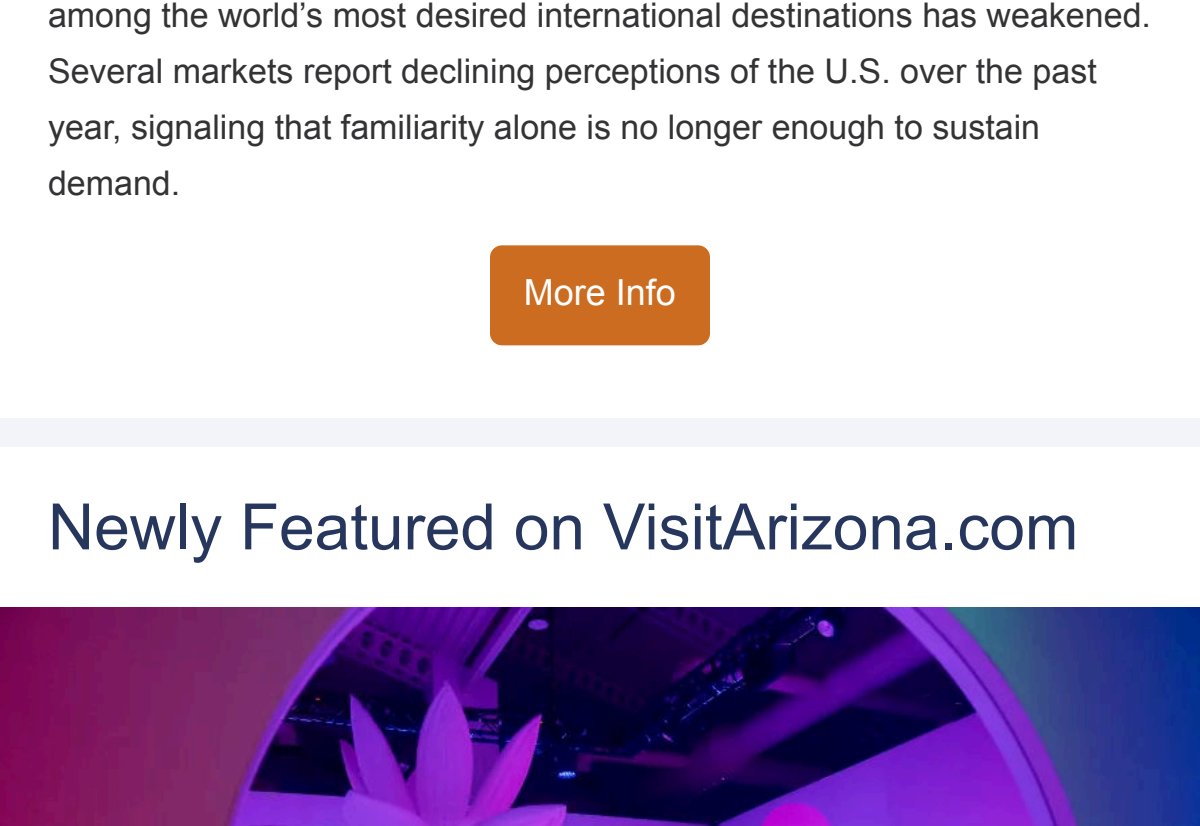 among the world’s most desired international destinations has weakened.
Several markets report declining perceptions of the U.S. over the past
year, signaling that familiarity alone is no longer enough to sustain
demand.
More Info
Newly Featured on VisitArizona.com